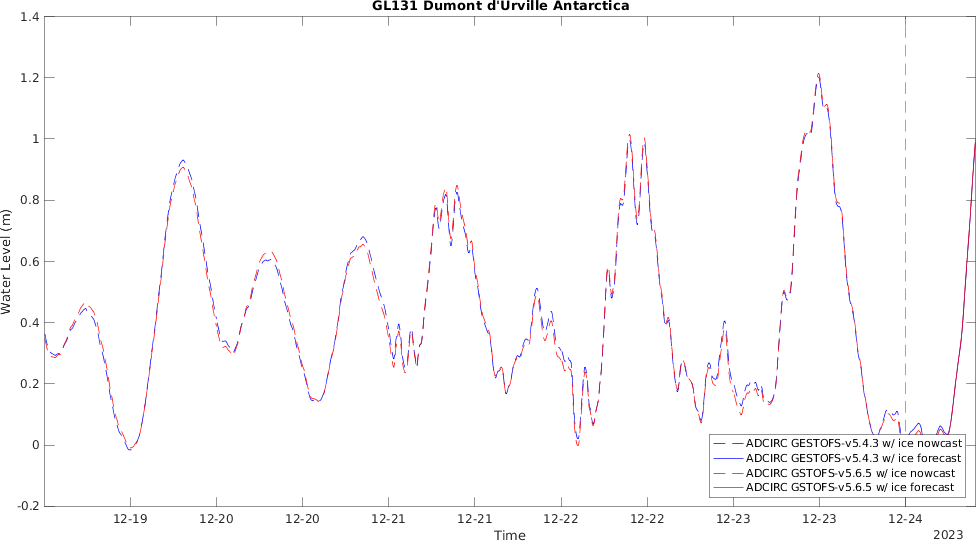 GL131 Dumont d'Urville Antarctica
1.4
1.2
1
0.8
0.6
0.4
0.2
0
-0.2
Water Level (m)
ADCIRC GESTOFS-v5.4.3 w/ ice nowcast
ADCIRC GESTOFS-v5.4.3 w/ ice forecast
ADCIRC GSTOFS-v5.6.5 w/ ice nowcast
ADCIRC GSTOFS-v5.6.5 w/ ice forecast
12-19 12-20 12-20 12-21 12-21 12-22 12-22 12-23 12-23 12-24
Time
2023